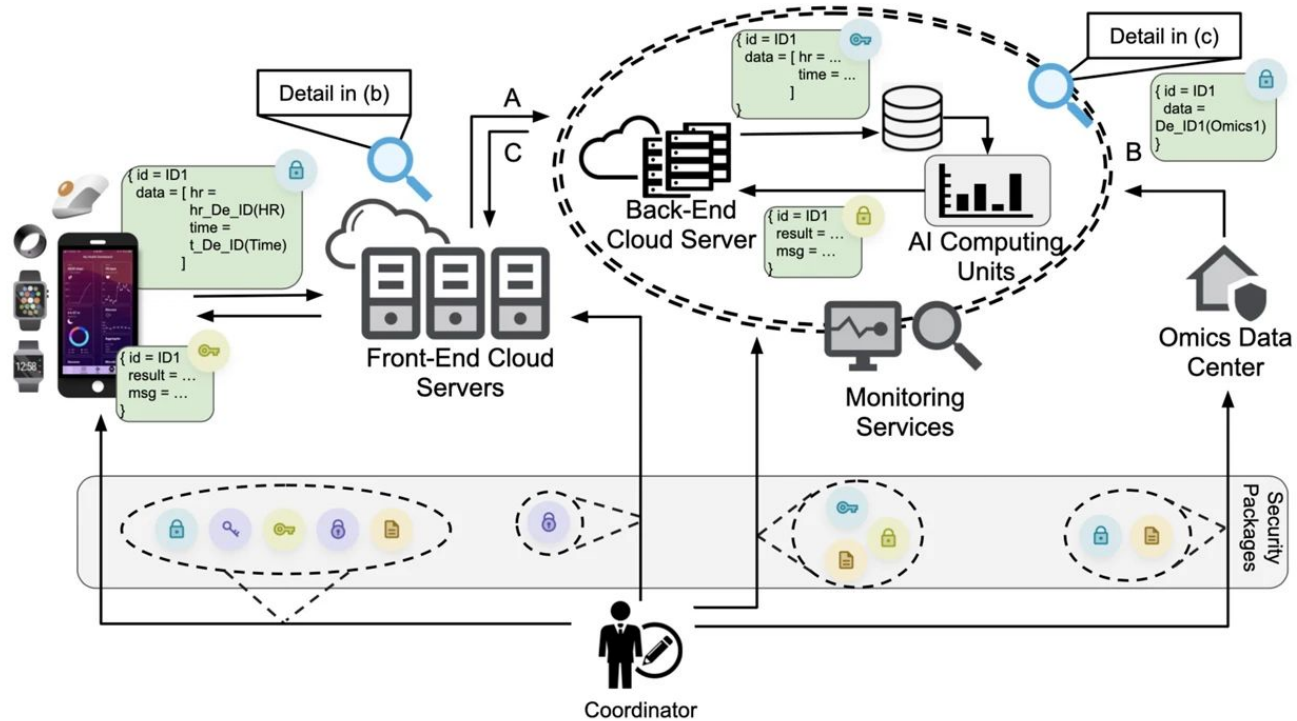 Detail in (b)
{ id = ID1
data = [ hr =
hr_De_ID(HR)
time =
t_De_ID(Time)
]
{ id = ID1
result = ...
msg = ...
}
12:58
Front-End Cloud
Servers
A
C
{ id = ID1
data = [ hr = ...
time = ...
]
}
Back-End
Cloud Server
{ id = ID1
result = ...
msg = ...
}
AI Computing
Units
Detail in (c)
{ id = ID1
data =
De_ID1(Omics1)
}
B
Omics Data
Center
Monitoring
Services
Security
Packages
Coordinator